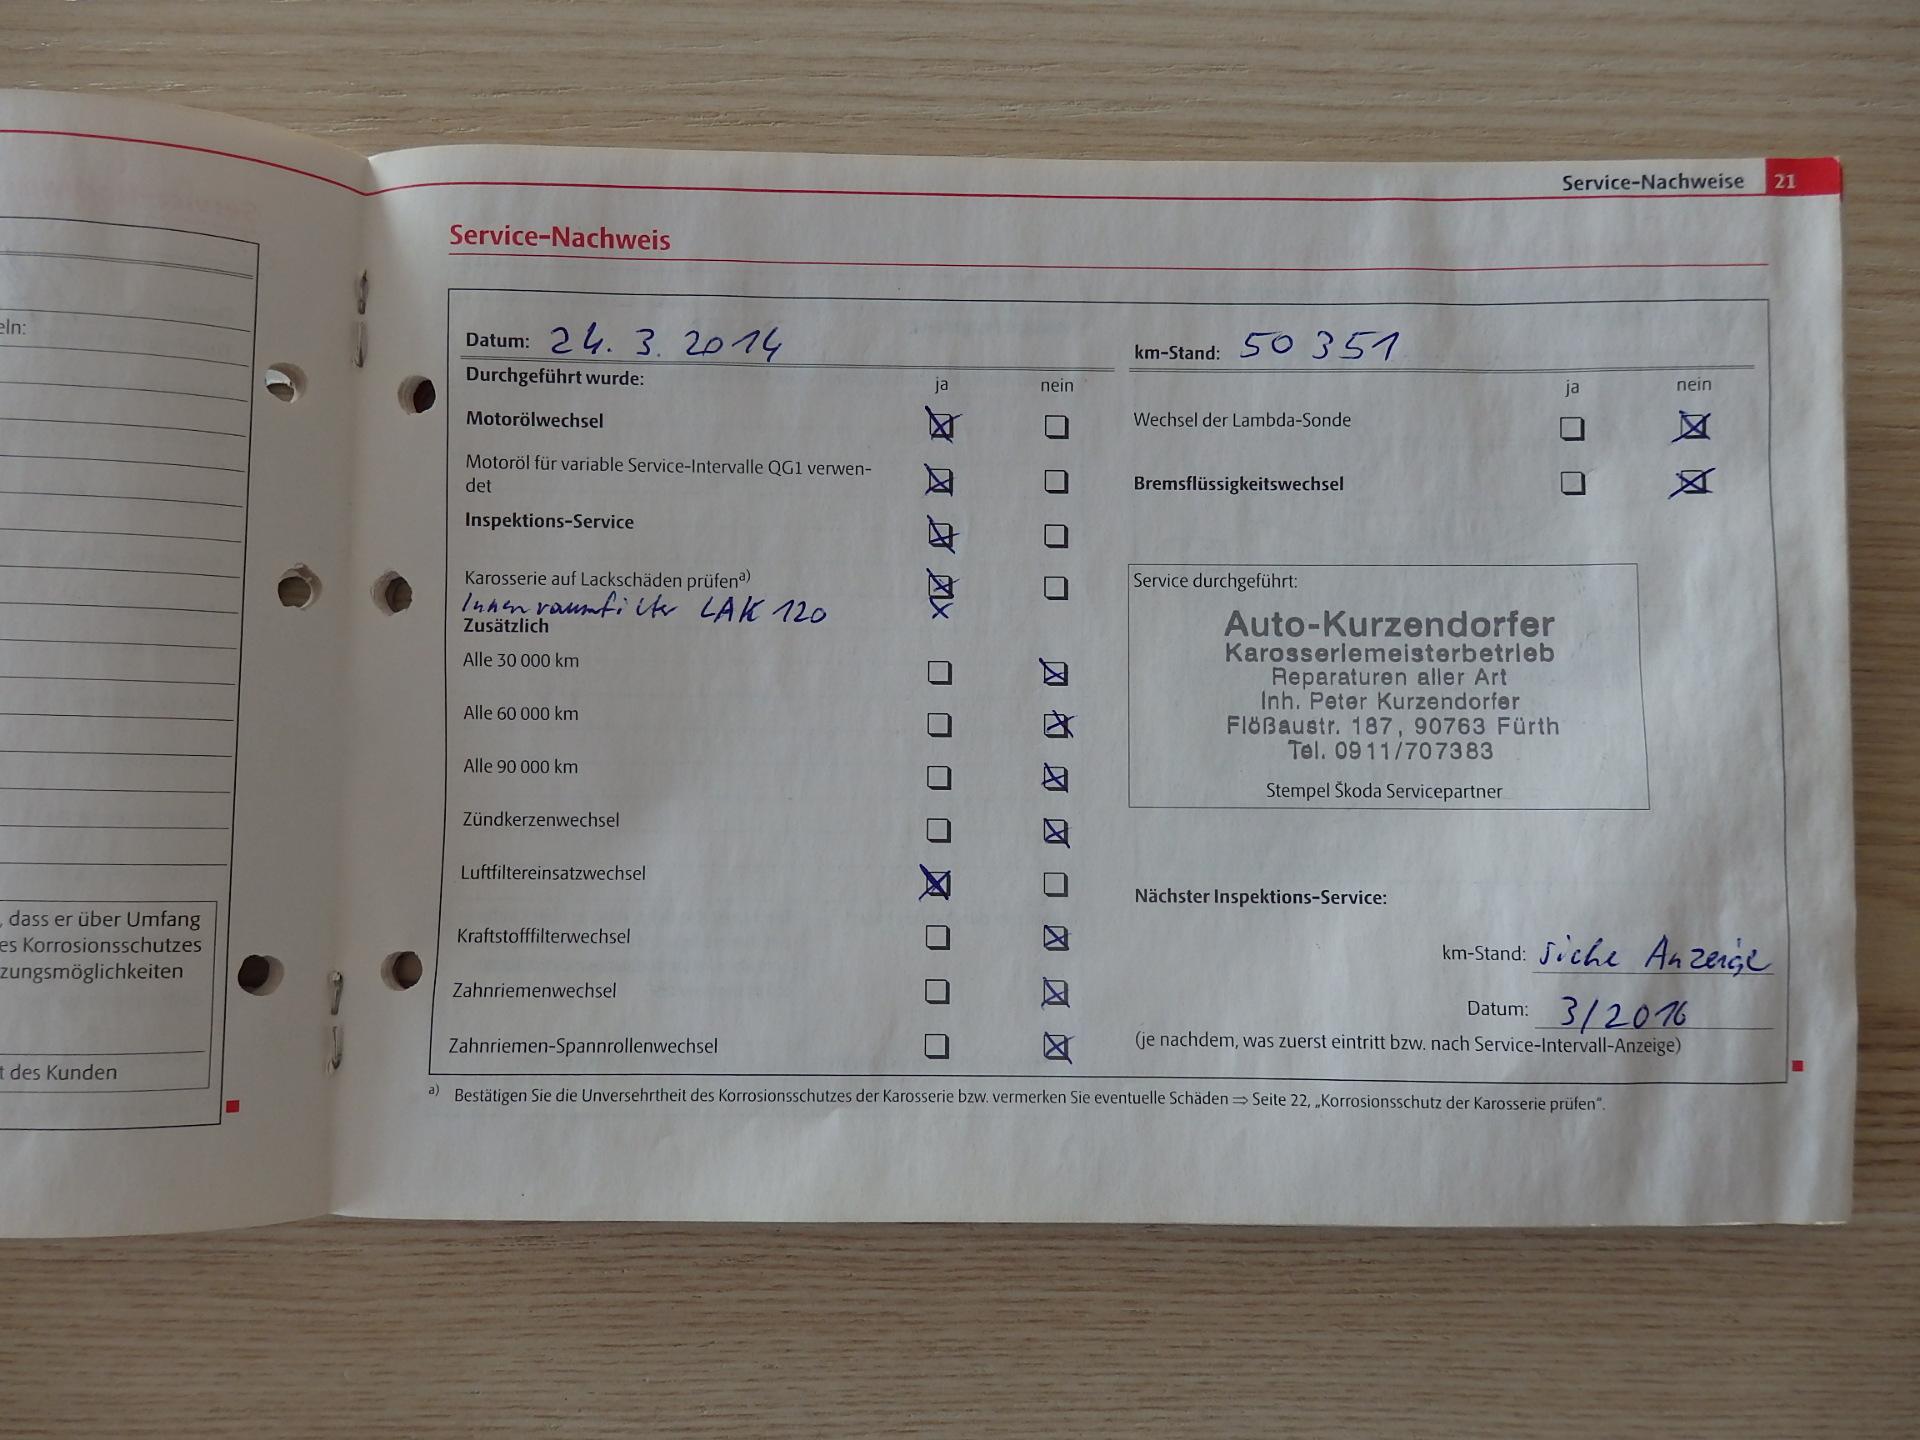 eln:
, dass er über Umfang
es Korrosionsschutzes
zungsmöglichkeiten
t des Kunden
Service-Nachweise 21
Service-Nachweis
Datum: 24. 3. 2014
Durchgeführt wurde: ja nein
Motorölwechsel
Motoröl für variable Service-Intervalle QG1 verwen-
det
Inspektions-Service
Karosserie auf Lackschäden prüfen a)
Innenraumfilter LAK 120 x
Zusätzlich
Alle 30 000 km
Alle 60 000 km
Alle 90 000 km
Zündkerzenwechsel
Luftfiltereinsatzwechsel
Kraftstofffilterwechsel
Zahnriemenwechsel
Zahnriemen-Spannrollenwechsel
km-Stand: 50 351
ja nein
Wechsel der Lambda-Sonde
Bremsflüssigkeitswechsel
Service durchgeführt:
Auto-Kurzendorfer
Karosseriemeisterbetrieb
Reparaturen aller Art
Inh. Peter Kurzendorfer
Flößaustr. 187, 90763 Fürth
Tel. 0911/707383
Stempel Škoda Servicepartner
Nächster Inspektions-Service:
km-Stand: siehe Anzeige
Datum: 3/2016
(je nachdem, was zuerst eintritt bzw. nach Service-Intervall-Anzeige)
a) Bestätigen Sie die Unversehrtheit des Korrosionsschutzes der Karosserie bzw. vermerken Sie eventuelle Schäden ⇒ Seite 22, „Korrosionsschutz der Karosserie prüfen“.